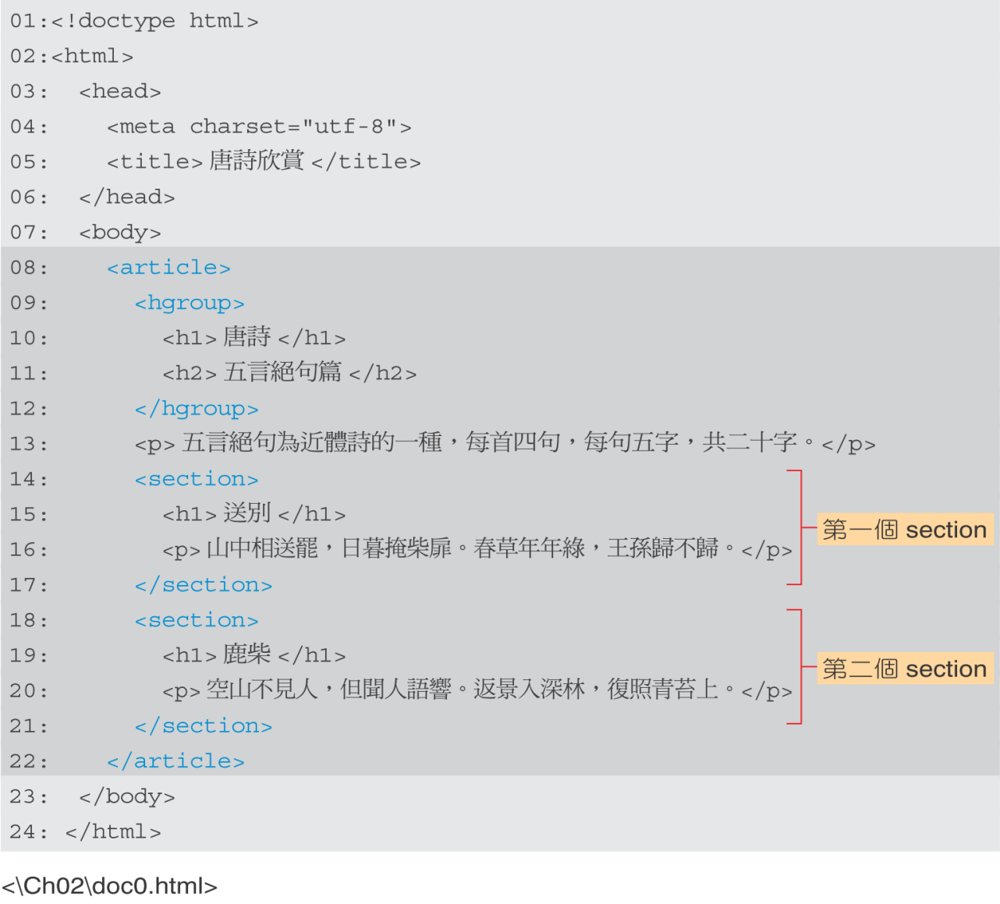 01:<!doctype html>
02:<html>
03:  <head>
04:    <meta charset="utf-8">
05:    <title>唐詩欣賞</title>
06:  </head>
07:  <body>
08:    <article>
09:      <hgroup>
10:        <h1>唐詩</h1>
11:        <h2>五言絕句篇</h2>
12:      </hgroup>
13:      <p>五言絕句為近體詩的一種，每首四句，每句五字，共二十字。</p>
14:      <section>
15:        <h1>送別</h1>
第一個 section
16:        <p>山中相送罷，日暮掩柴扉。春草年年綠，王孫歸不歸。</p>
17:      </section>
18:      <section>
19:        <h1>鹿柴</h1>
第二個 section
20:        <p>空山不見人，但聞人語響。返景入深林，復照青苔上。</p>
21:      </section>
22:    </article>
23:  </body>
24: </html>
<\Ch02\doc0.html>